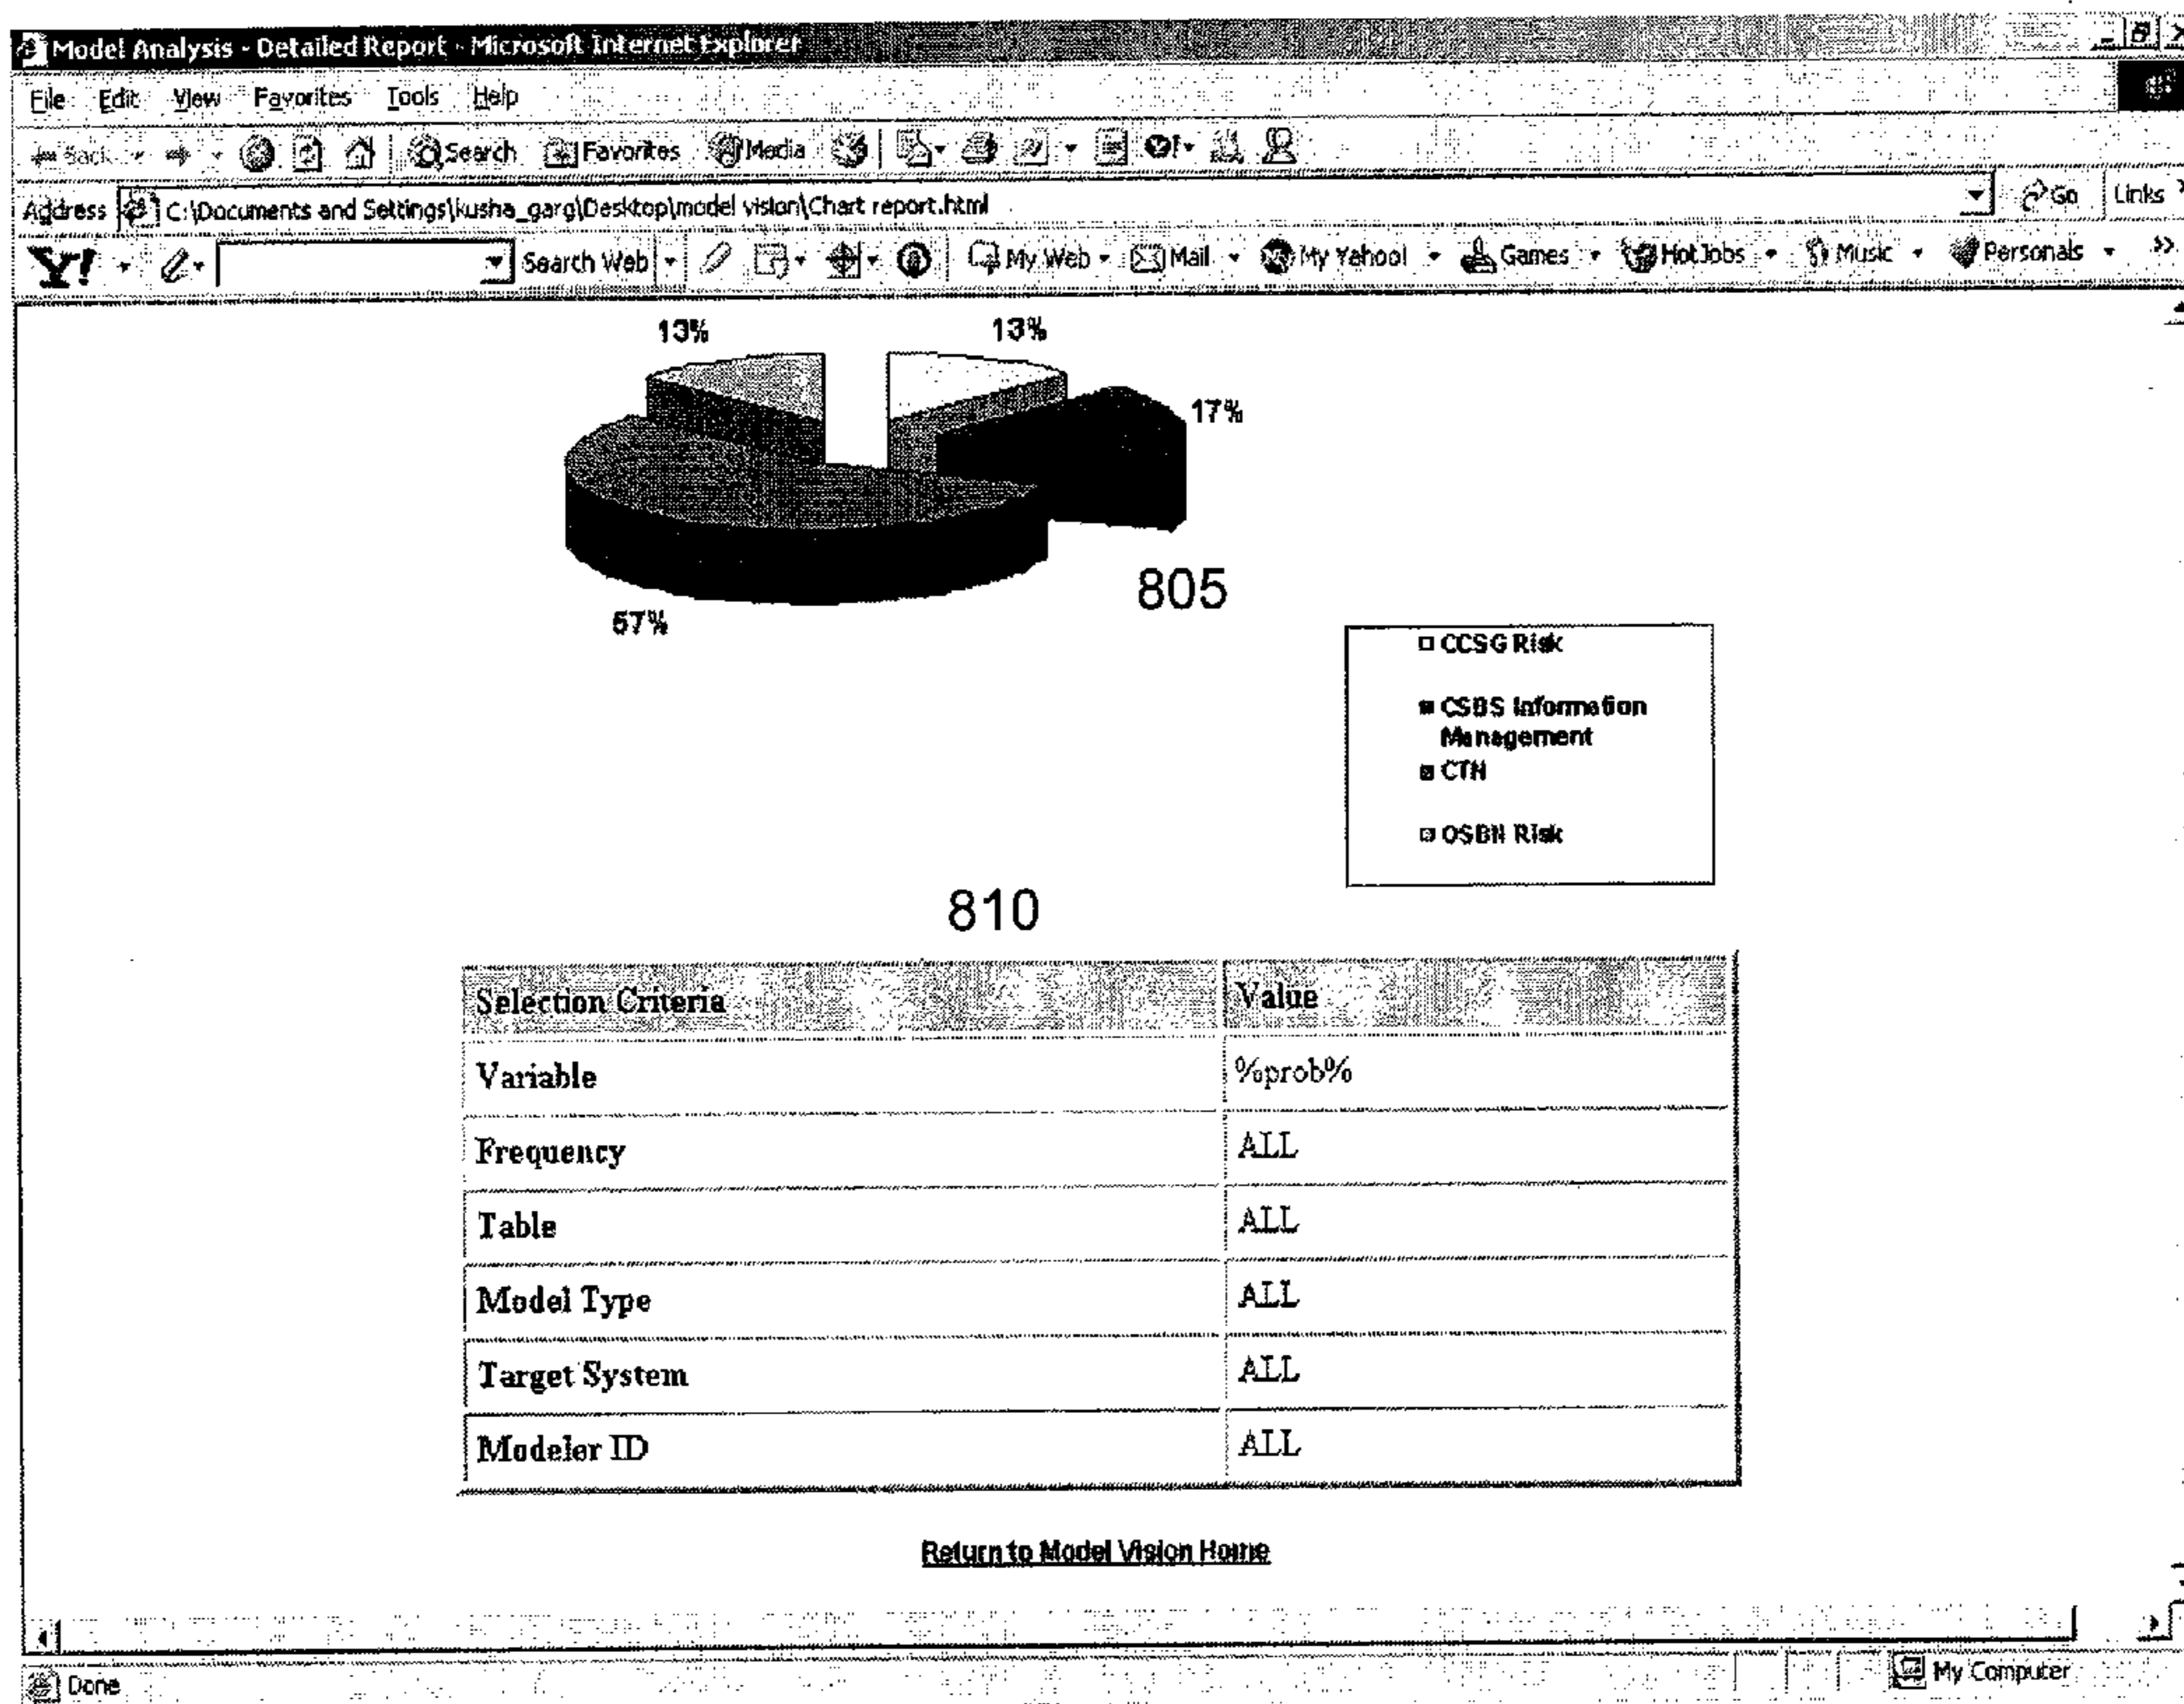 Model Analysis - Detailed Report - Microsoft Internet Explorer
File Edit View Favorites Tools Help
Back Search Favorites Media
Address C:\Documents and Settings\kusha_garg\Desktop\model vision\Chart report.html Go Links
Y! Search Web My Web Mail My Yahoo! Games HotJobs Music Personals
13% 13%
17%
57%
805
CCSG Risk
CSBS Information
Management
CTN
OSBN Risk
810
Selection Criteria Value
Variable %prob%
Frequency ALL
Table ALL
Model Type ALL
Target System ALL
Modeler ID ALL
Return to Model Vision Home
Done My Computer